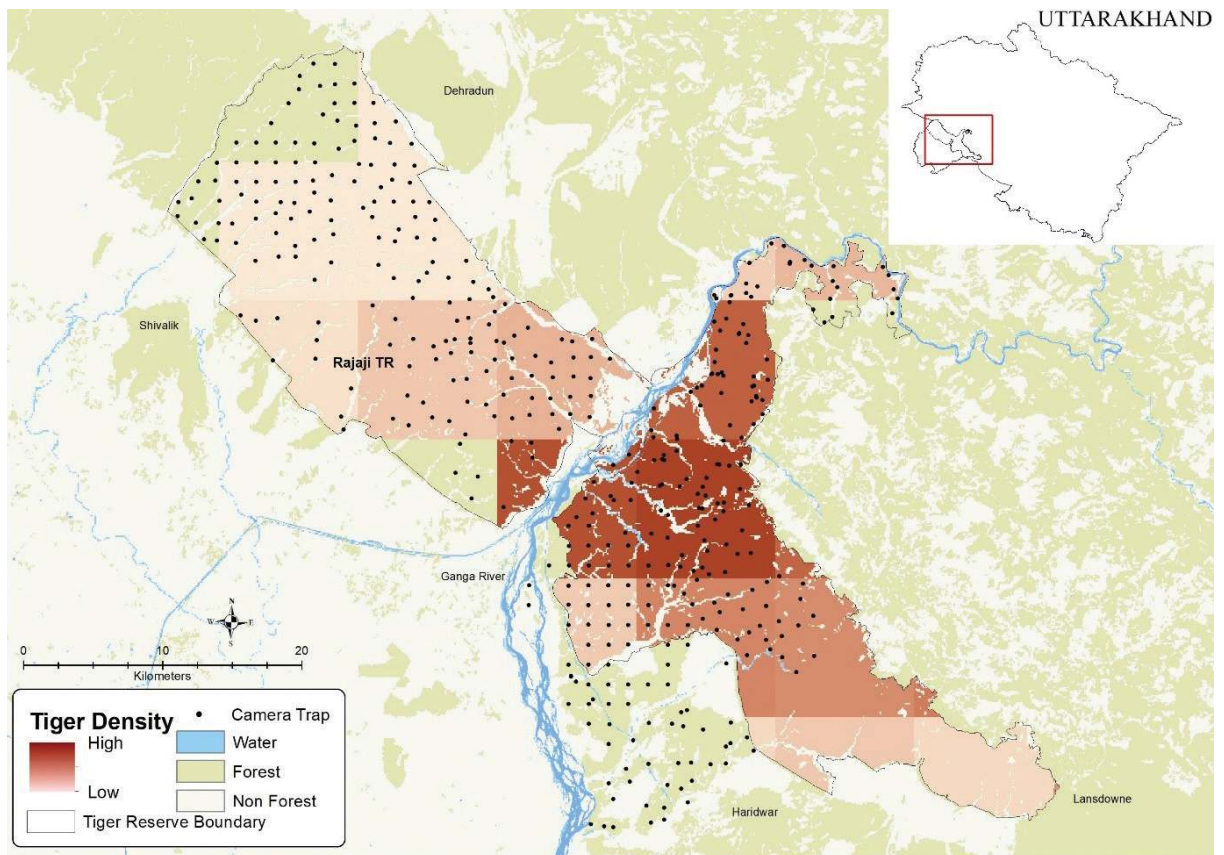 UTTARAKHAND
Dehradun
Shivalik
Rajaji TR
Ganga River
N
W E
S
0 10 20
Kilometers
Tiger Density
High
Low
Camera Trap
Water
Forest
Non Forest
Tiger Reserve Boundary
Haridwar
Lansdowne